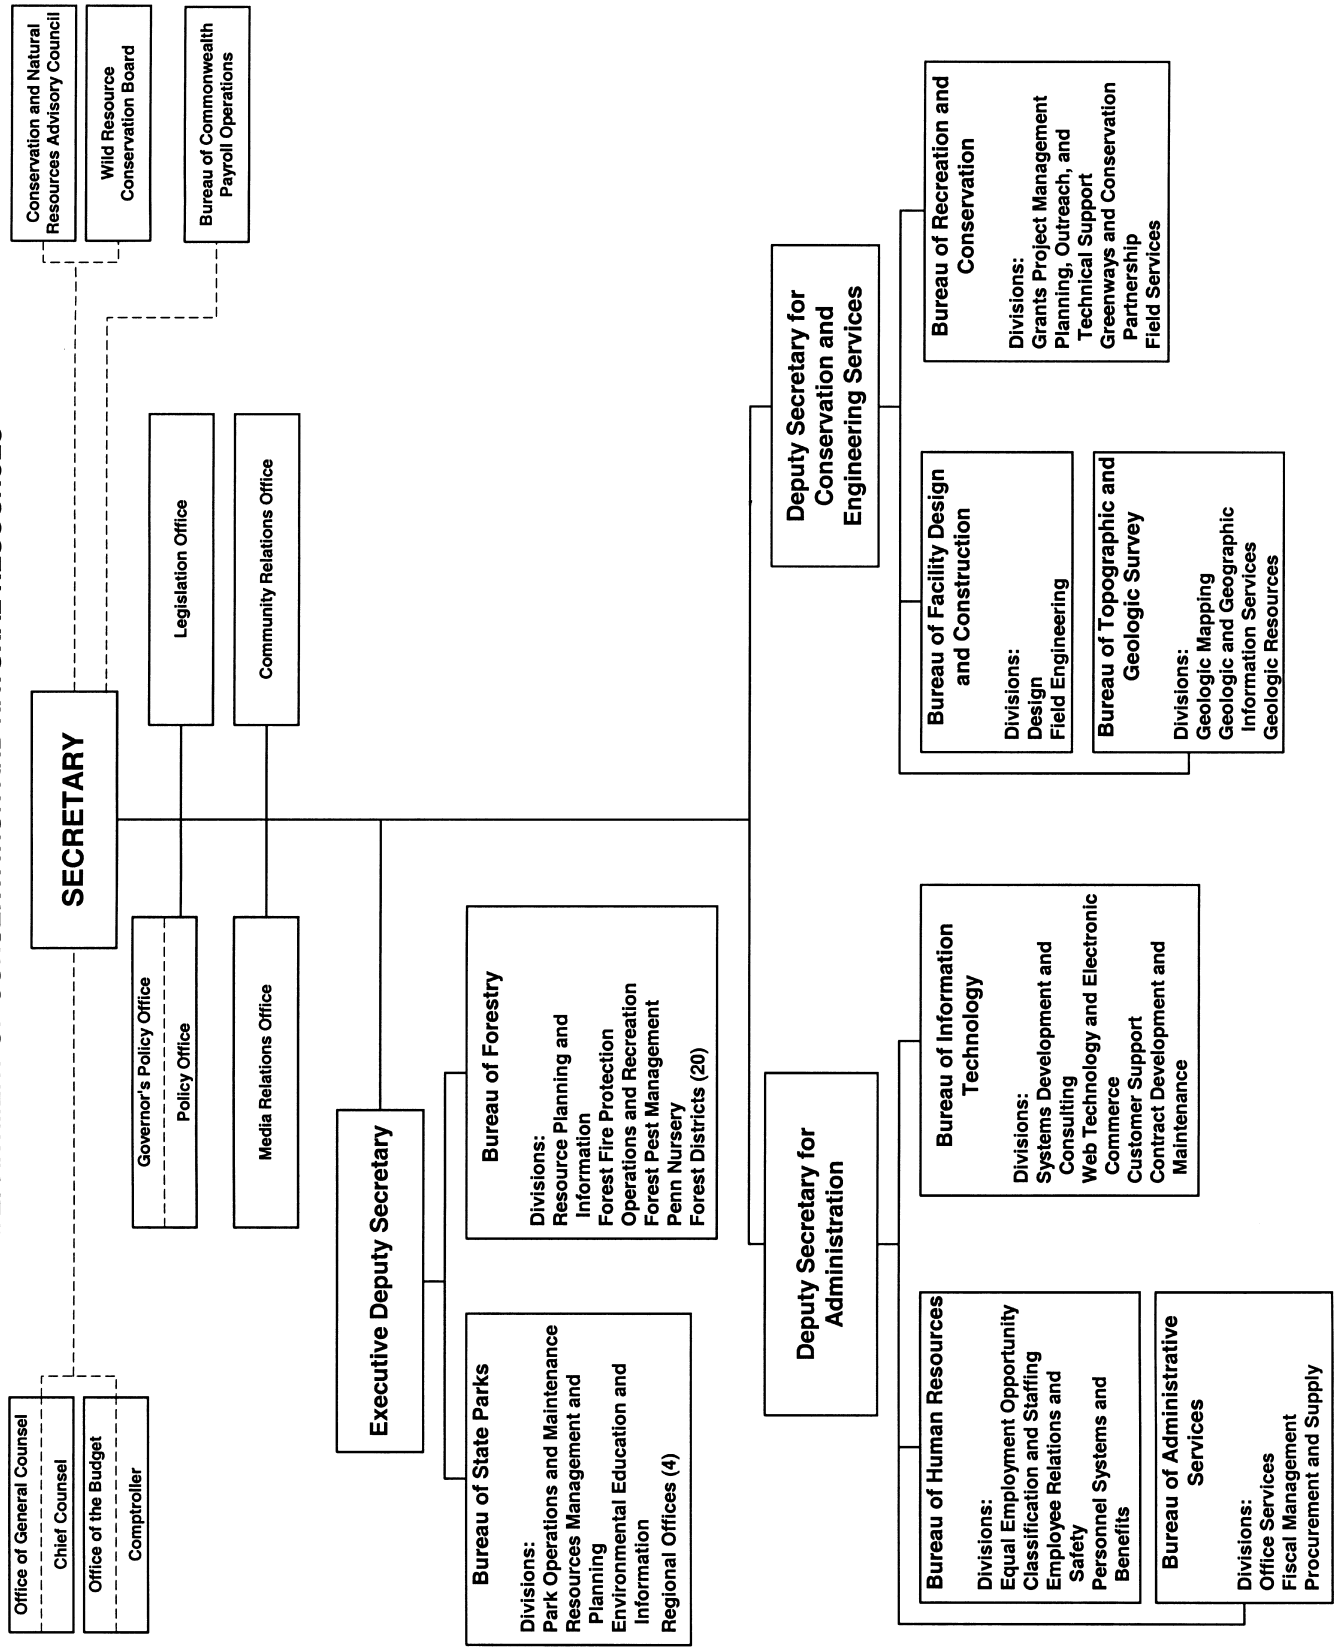 Office of General Counsel
Chief Counsel
Office of the Budget
Comptroller
SECRETARY
Conservation and Natural
Resources Advisory Council
Wild Resource
Conservation Board
Bureau of Commonwealth
Payroll Operations
Governor's Policy Office
Policy Office
Legislation Office
Media Relations Office
Community Relations Office
Executive Deputy Secretary
Bureau of State Parks
Divisions:
Park Operations and Maintenance
Resources Management and
Planning
Environmental Education and
Information
Regional Offices (4)
Bureau of Forestry
Divisions:
Resource Planning and
Information
Forest Fire Protection
Operations and Recreation
Forest Pest Management
Penn Nursery
Forest Districts (20)
Deputy Secretary for
Administration
Bureau of Human Resources
Divisions:
Equal Employment Opportunity
Classification and Staffing
Employee Relations and
Safety
Personnel Systems and
Benefits
Bureau of Administrative
Services
Divisions:
Office Services
Fiscal Management
Procurement and Supply
Bureau of Information
Technology
Divisions:
Systems Development and
Consulting
Web Technology and Electronic
Commerce
Customer Support
Contract Development and
Maintenance
Deputy Secretary for
Conservation and
Engineering Services
Bureau of Facility Design
and Construction
Divisions:
Design
Field Engineering
Bureau of Topographic and
Geologic Survey
Divisions:
Geologic Mapping
Geologic and Geographic
Information Services
Geologic Resources
Bureau of Recreation and
Conservation
Divisions:
Grants Project Management
Planning, Outreach, and
Technical Support
Greenways and Conservation
Partnership
Field Services